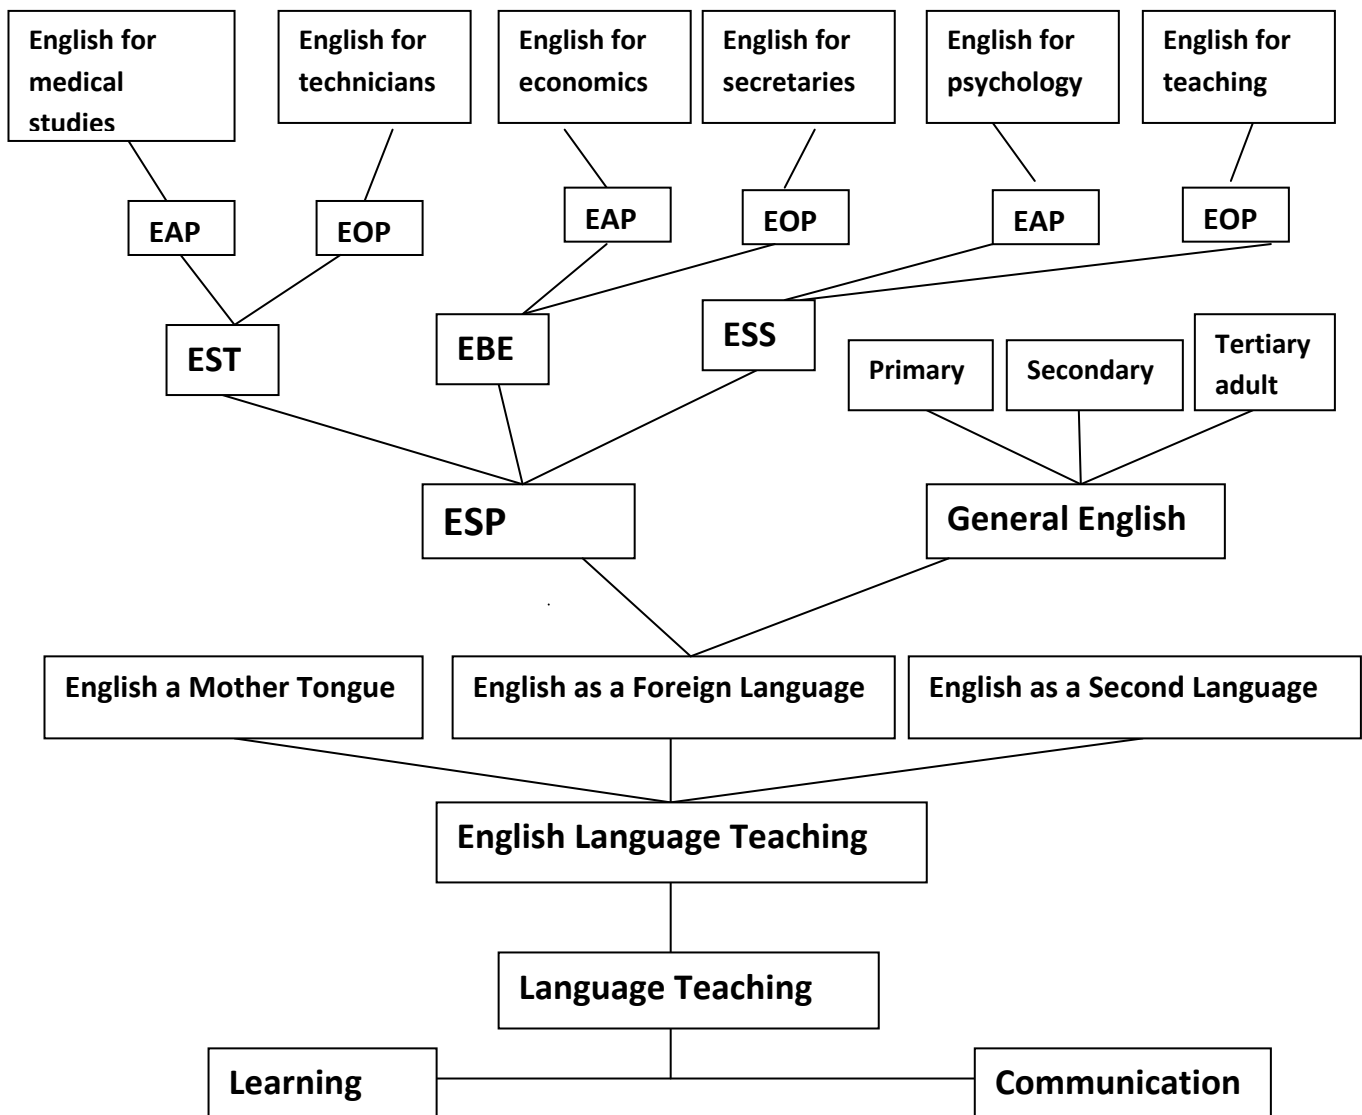 English for
medical
studies
English for
technicians
English for
economics
English for
secretaries
English for
psychology
English for
teaching
EAP
EOP
EAP
EOP
EAP
EOP
EST
EBE
ESS
Primary
Secondary
Tertiary
adult
ESP
General English
English a Mother Tongue
English as a Foreign Language
English as a Second Language
English Language Teaching
Language Teaching
Learning
Communication